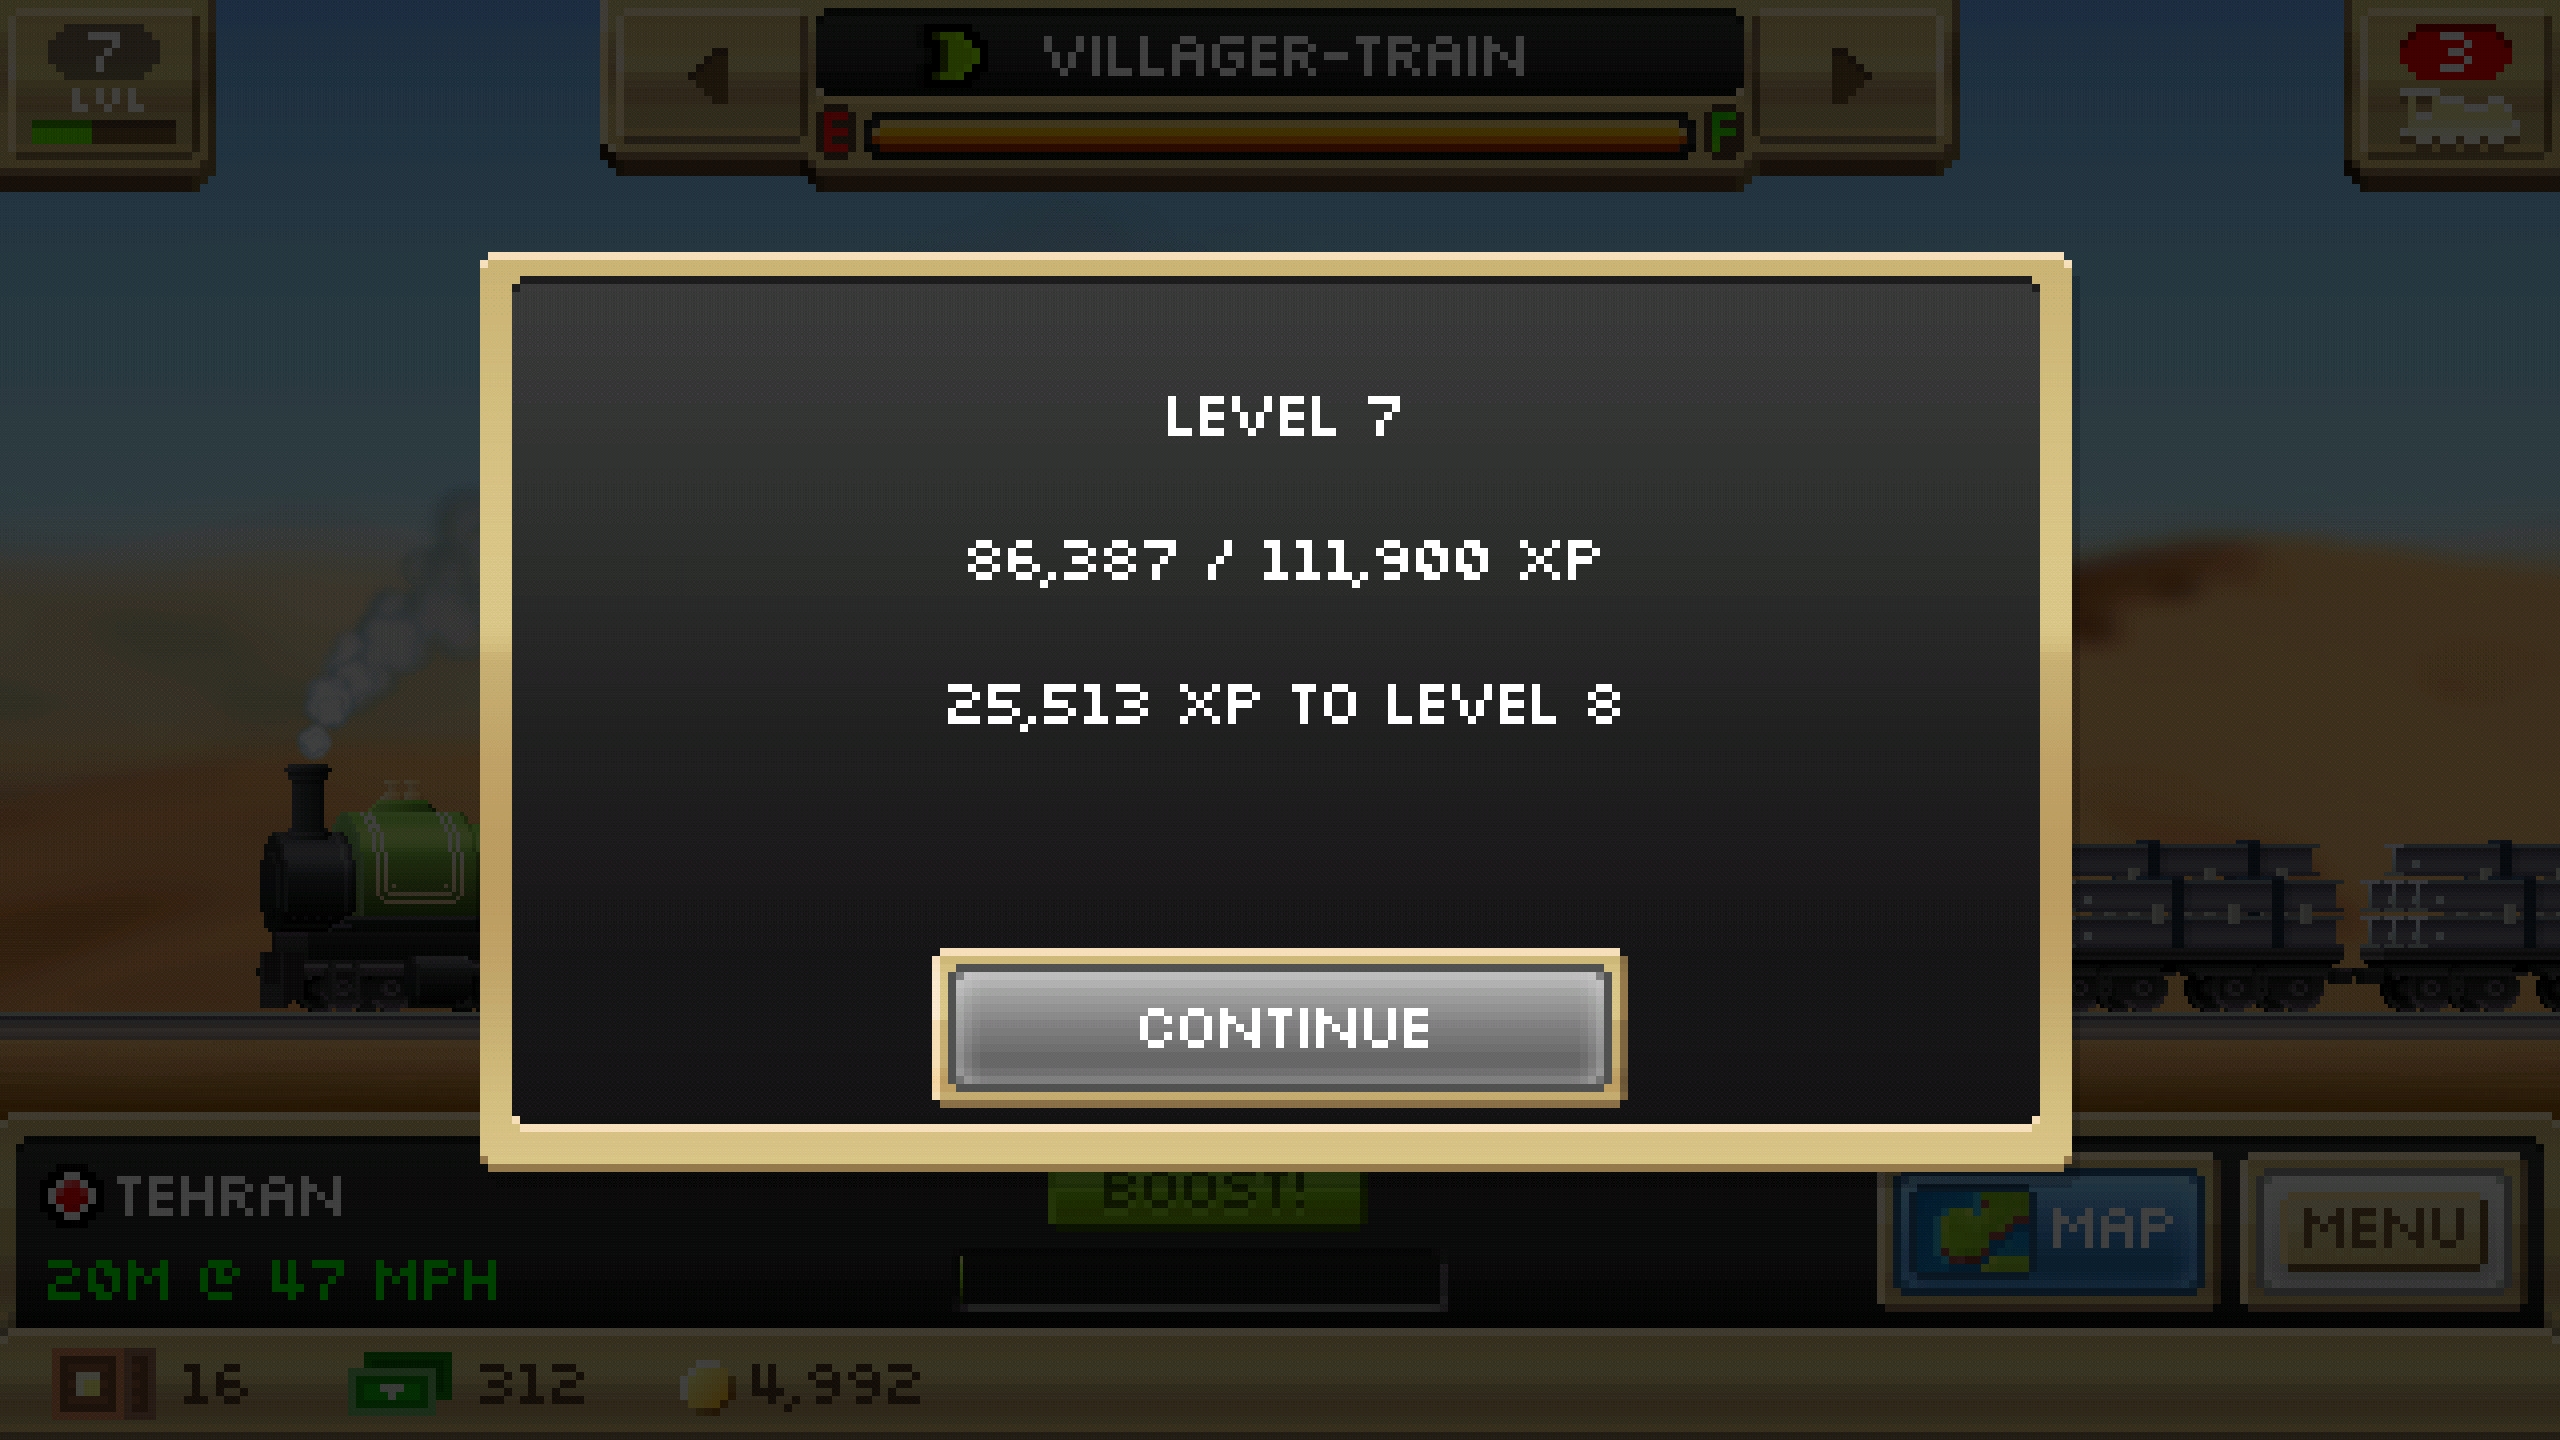 7
LVL
VILLAGER-TRAIN
E
F
3
LEVEL 7
86,387 / 111,900 XP
25,513 XP TO LEVEL 8
CONTINUE
TEHRAN
20M @ 47 MPH
BOOST!
MAP
MENU
16
312
4,992